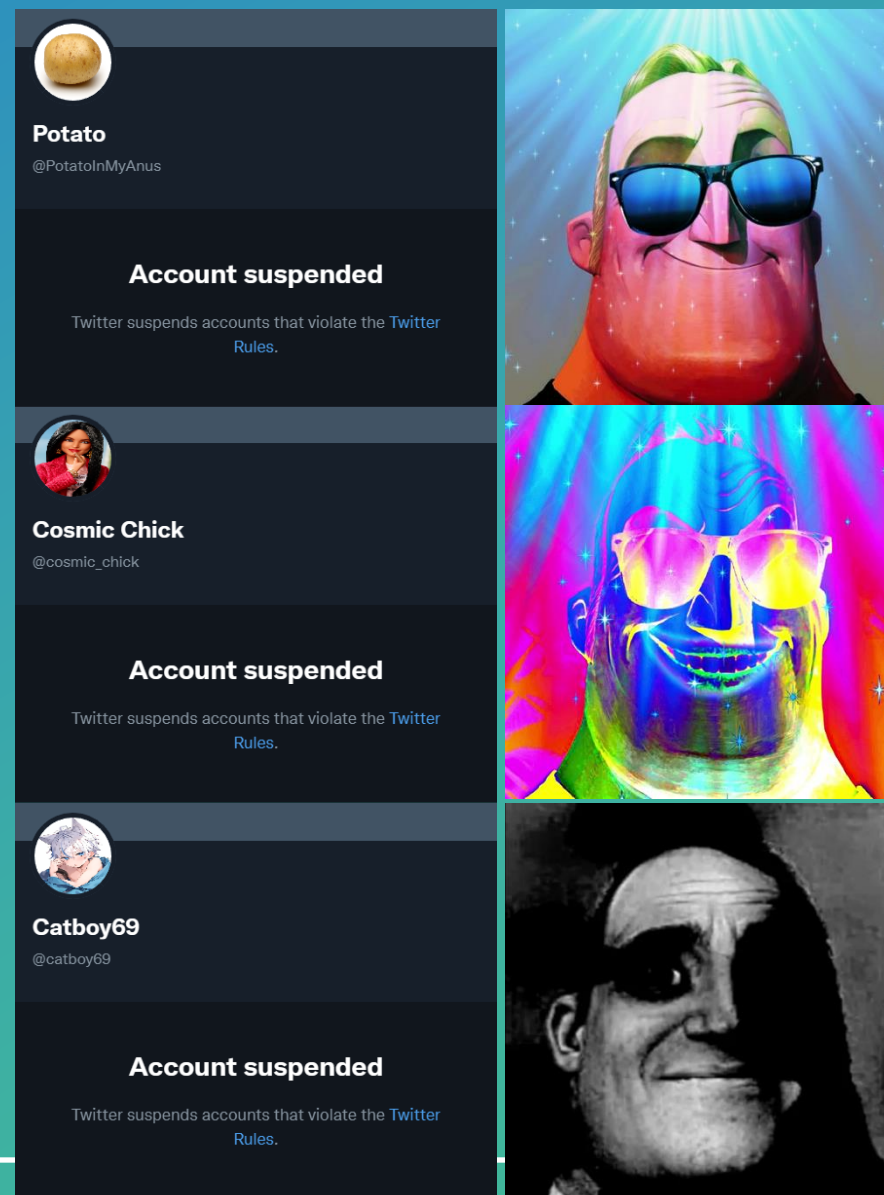 Potato
@PotatoInMyAnus
Account suspended
Twitter suspends accounts that violate the Twitter
Rules.
Cosmic Chick
@cosmic_chick
Account suspended
Twitter suspends accounts that violate the Twitter
Rules.
Catboy69
@catboy69
Account suspended
Twitter suspends accounts that violate the Twitter
Rules.